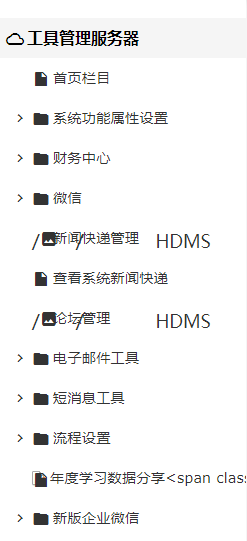 工具管理服务器
首页栏目
系统功能属性设置
财务中心
微信
/ 新闻快递管理 / HDMS
查看系统新闻快递
/ 论坛管理 / HDMS
电子邮件工具
短消息工具
流程设置
年度学习数据分享<span clas
新版企业微信